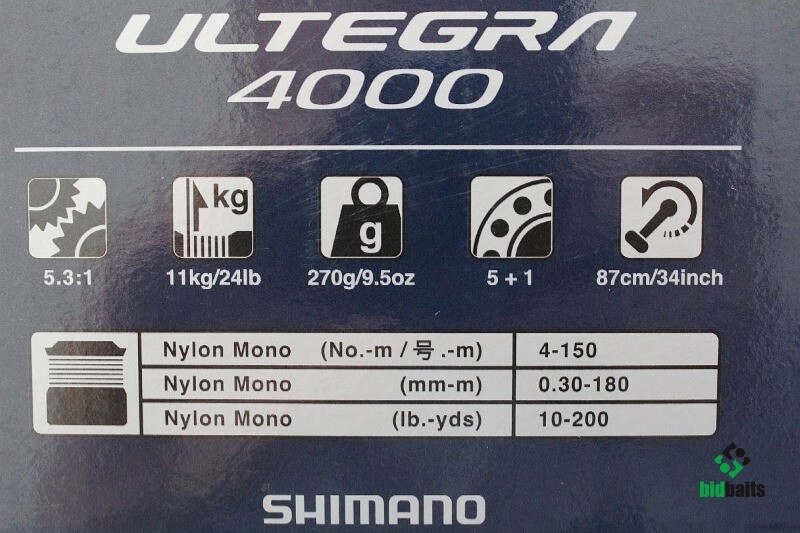 ULTEGRA
4000
kg
g
5.3:1 11kg/24lb 270g/9.5oz 5 + 1 87cm/34inch
Nylon Mono (No.-m / 号 .-m) 4-150
Nylon Mono (mm-m) 0.30-180
Nylon Mono (lb.-yds) 10-200
bidbaits
SHIMANO